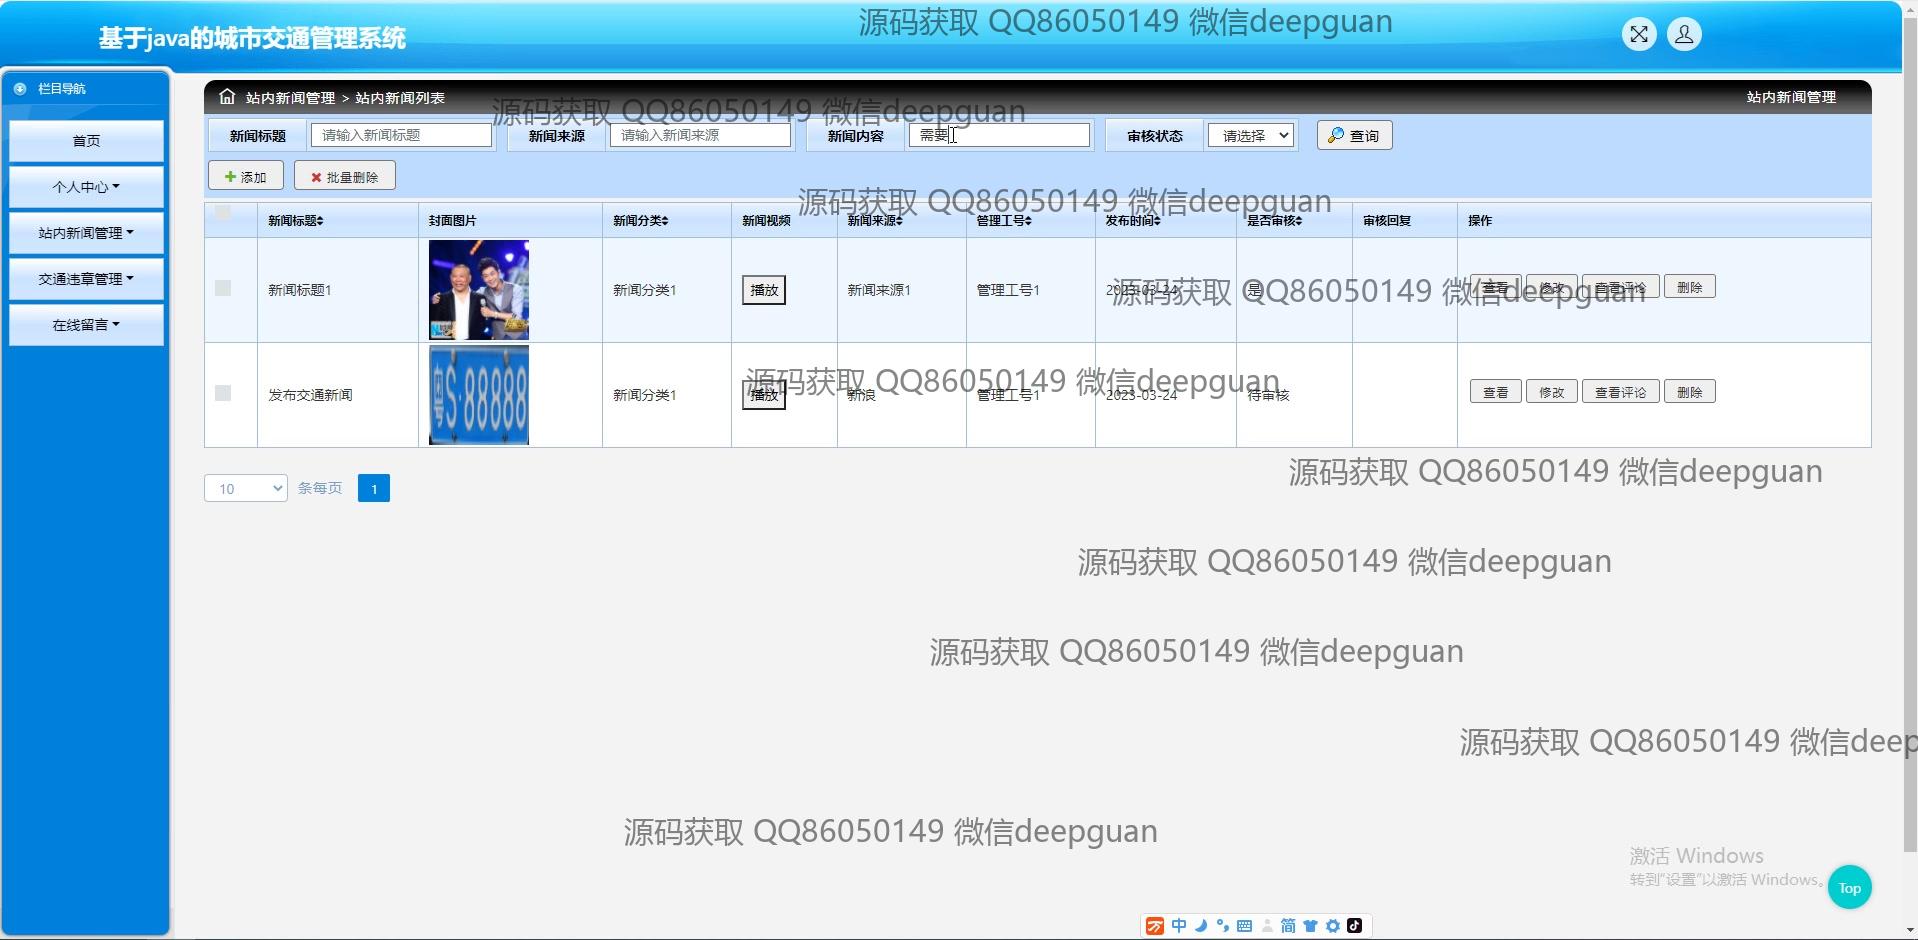 基于java的城市交通管理系统
源码获取 QQ86050149 微信deepguan
栏目导航
首页
个人中心
站内新闻管理
交通违章管理
在线留言
站内新闻管理 > 站内新闻列表
站内新闻管理
源码获取 QQ86050149 微信deepguan
新闻标题 请输入新闻标题 新闻来源 请输入新闻来源 新闻内容 需要 审核状态 请选择 查询
添加 批量删除
源码获取 QQ86050149 微信deepguan
新闻标题 封面图片 新闻分类 新闻视频 新闻来源 管理工号 发布时间 是否审核 审核回复 操作
新闻标题1 新闻分类1 播放 新闻来源1 管理工号1 2023-03-24 是 查看 修改 查看评论 删除
源码获取 QQ86050149 微信deepguan
粤S·88888
源码获取 QQ86050149 微信deepguan
发布交通新闻 新闻分类1 播放 新浪 管理工号1 2023-03-24 待审核 查看 修改 查看评论 删除
源码获取 QQ86050149 微信deepguan
10 条每页 1
源码获取 QQ86050149 微信deepguan
源码获取 QQ86050149 微信deepguan
源码获取 QQ86050149 微信deep
源码获取 QQ86050149 微信deepguan
激活 Windows
转到"设置"以激活 Windows。
Top
中 简